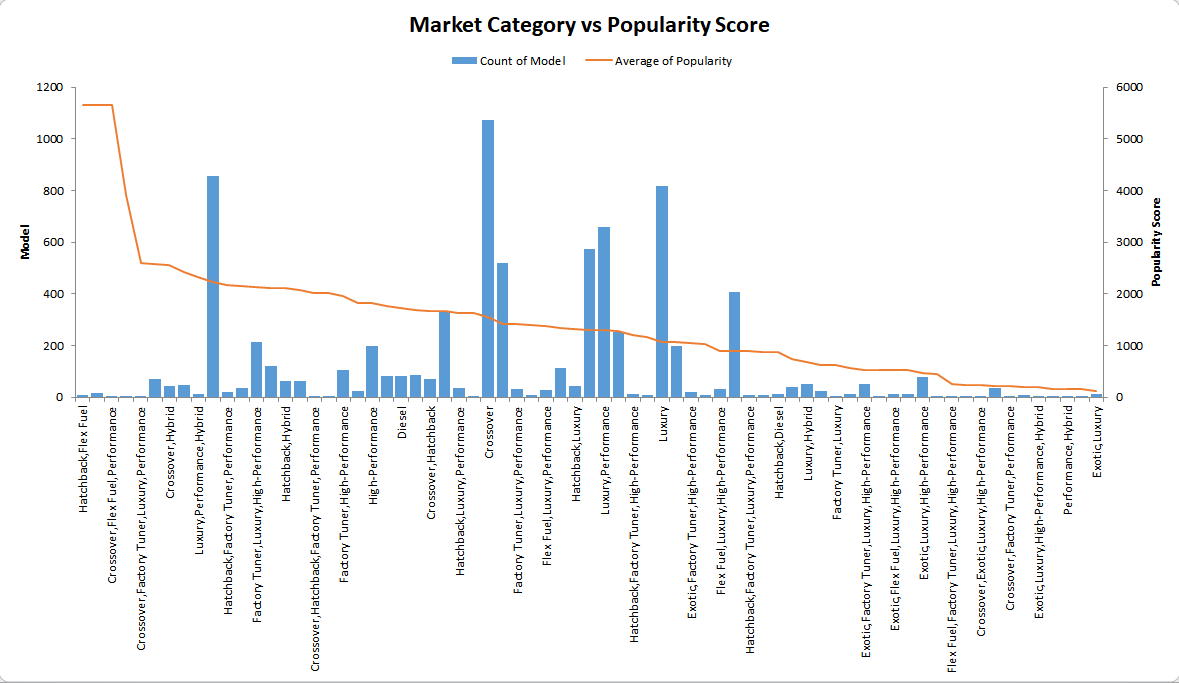 Market Category vs Popularity Score
Count of Model
Average of Popularity
1200
1000
800
600
400
200
0
Model
6000
5000
4000
3000
2000
1000
0
Popularity Score
Hatchback,Flex Fuel
Crossover,Flex Fuel,Performance
Crossover,Factory Tuner,Luxury,Performance
Crossover,Hybrid
Luxury,Performance,Hybrid
Hatchback,Factory Tuner,Performance
Factory Tuner,Luxury,High-Performance
Hatchback,Hybrid
Crossover,Hatchback,Factory Tuner,Performance
Factory Tuner,High-Performance
High-Performance
Diesel
Crossover,Hatchback
Hatchback,Luxury,Performance
Crossover
Factory Tuner,Luxury,Performance
Flex Fuel,Luxury,Performance
Hatchback,Luxury
Luxury,Performance
Hatchback,Factory Tuner,High-Performance
Luxury
Exotic,Factory Tuner,High-Performance
Flex Fuel,Luxury,High-Performance
Hatchback,Factory Tuner,Luxury,Performance
Hatchback,Diesel
Luxury,Hybrid
Factory Tuner,Luxury
Exotic,Factory Tuner,Luxury,High-Performance
Exotic,Flex Fuel,Luxury,High-Performance
Exotic,Luxury,High-Performance
Flex Fuel,Factory Tuner,Luxury,High-Performance
Crossover,Exotic,Luxury,High-Performance
Crossover,Factory Tuner,Performance
Exotic,Luxury,High-Performance,Hybrid
Performance,Hybrid
Exotic,Luxury